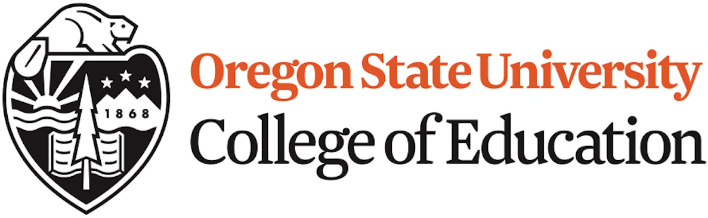 1868
Oregon State University
College of Education